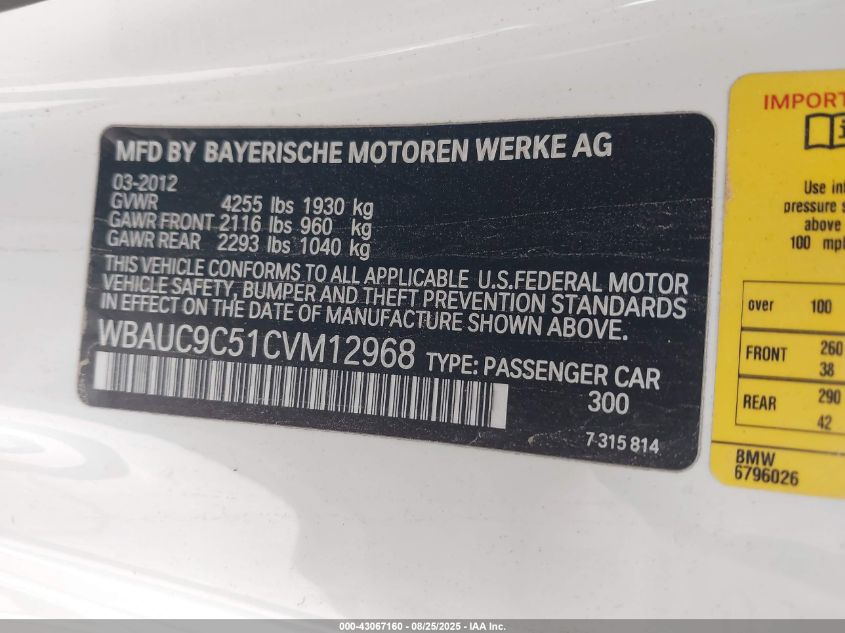 MFD BY BAYERISCHE MOTOREN WERKE AG
03-2012
GVWR 4255 lbs 1930 kg
GAWR FRONT 2116 lbs 960 kg
GAWR REAR 2293 lbs 1040 kg
THIS VEHICLE CONFORMS TO ALL APPLICABLE U.S.FEDERAL MOTOR
VEHICLE SAFETY, BUMPER AND THEFT PREVENTION STANDARDS
IN EFFECT ON THE DATE OF MANUFACTURE SHOWN ABOVE.
WBAUC9C51CVM12968 TYPE: PASSENGER CAR
300
7 315 814
IMPORT
Use in
pressure s
above
100 mp
over 100
FRONT 260
38
REAR 290
42
BMW
6796026
000-43067160 - 08/25/2025 - IAA Inc.